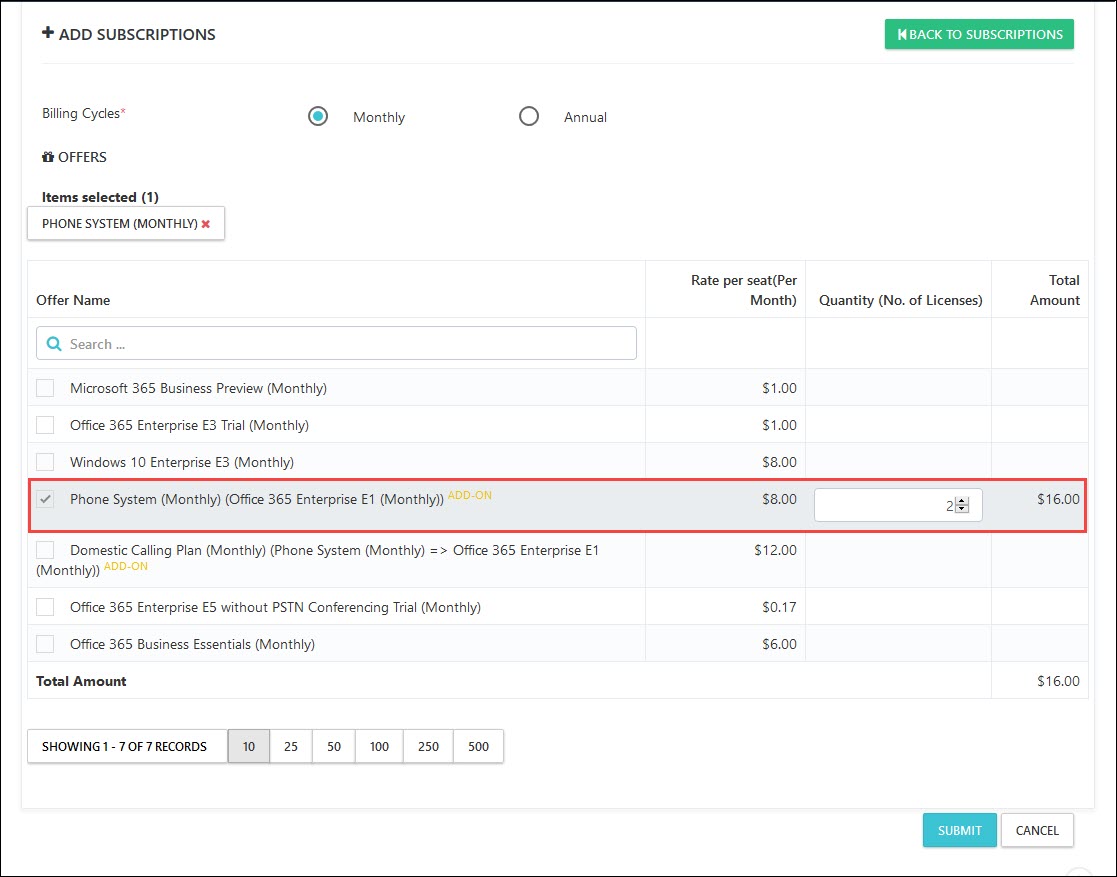 ADD SUBSCRIPTIONS
BACK TO SUBSCRIPTIONS
Billing Cycles*
Monthly
Annual
OFFERS
Items selected (1)
PHONE SYSTEM (MONTHLY)
Offer Name
Rate per seat(Per
Month)
Quantity (No. of Licenses)
Total
Amount
Search ...
Microsoft 365 Business Preview (Monthly) $1.00
Office 365 Enterprise E3 Trial (Monthly) $1.00
Windows 10 Enterprise E3 (Monthly) $8.00
Phone System (Monthly) (Office 365 Enterprise E1 (Monthly)) ADD-ON $8.00 2 $16.00
Domestic Calling Plan (Monthly) (Phone System (Monthly) => Office 365 Enterprise E1 $12.00
(Monthly)) ADD-ON
Office 365 Enterprise E5 without PSTN Conferencing Trial (Monthly) $0.17
Office 365 Business Essentials (Monthly) $6.00
Total Amount $16.00
SHOWING 1 - 7 OF 7 RECORDS 10 25 50 100 250 500
SUBMIT CANCEL